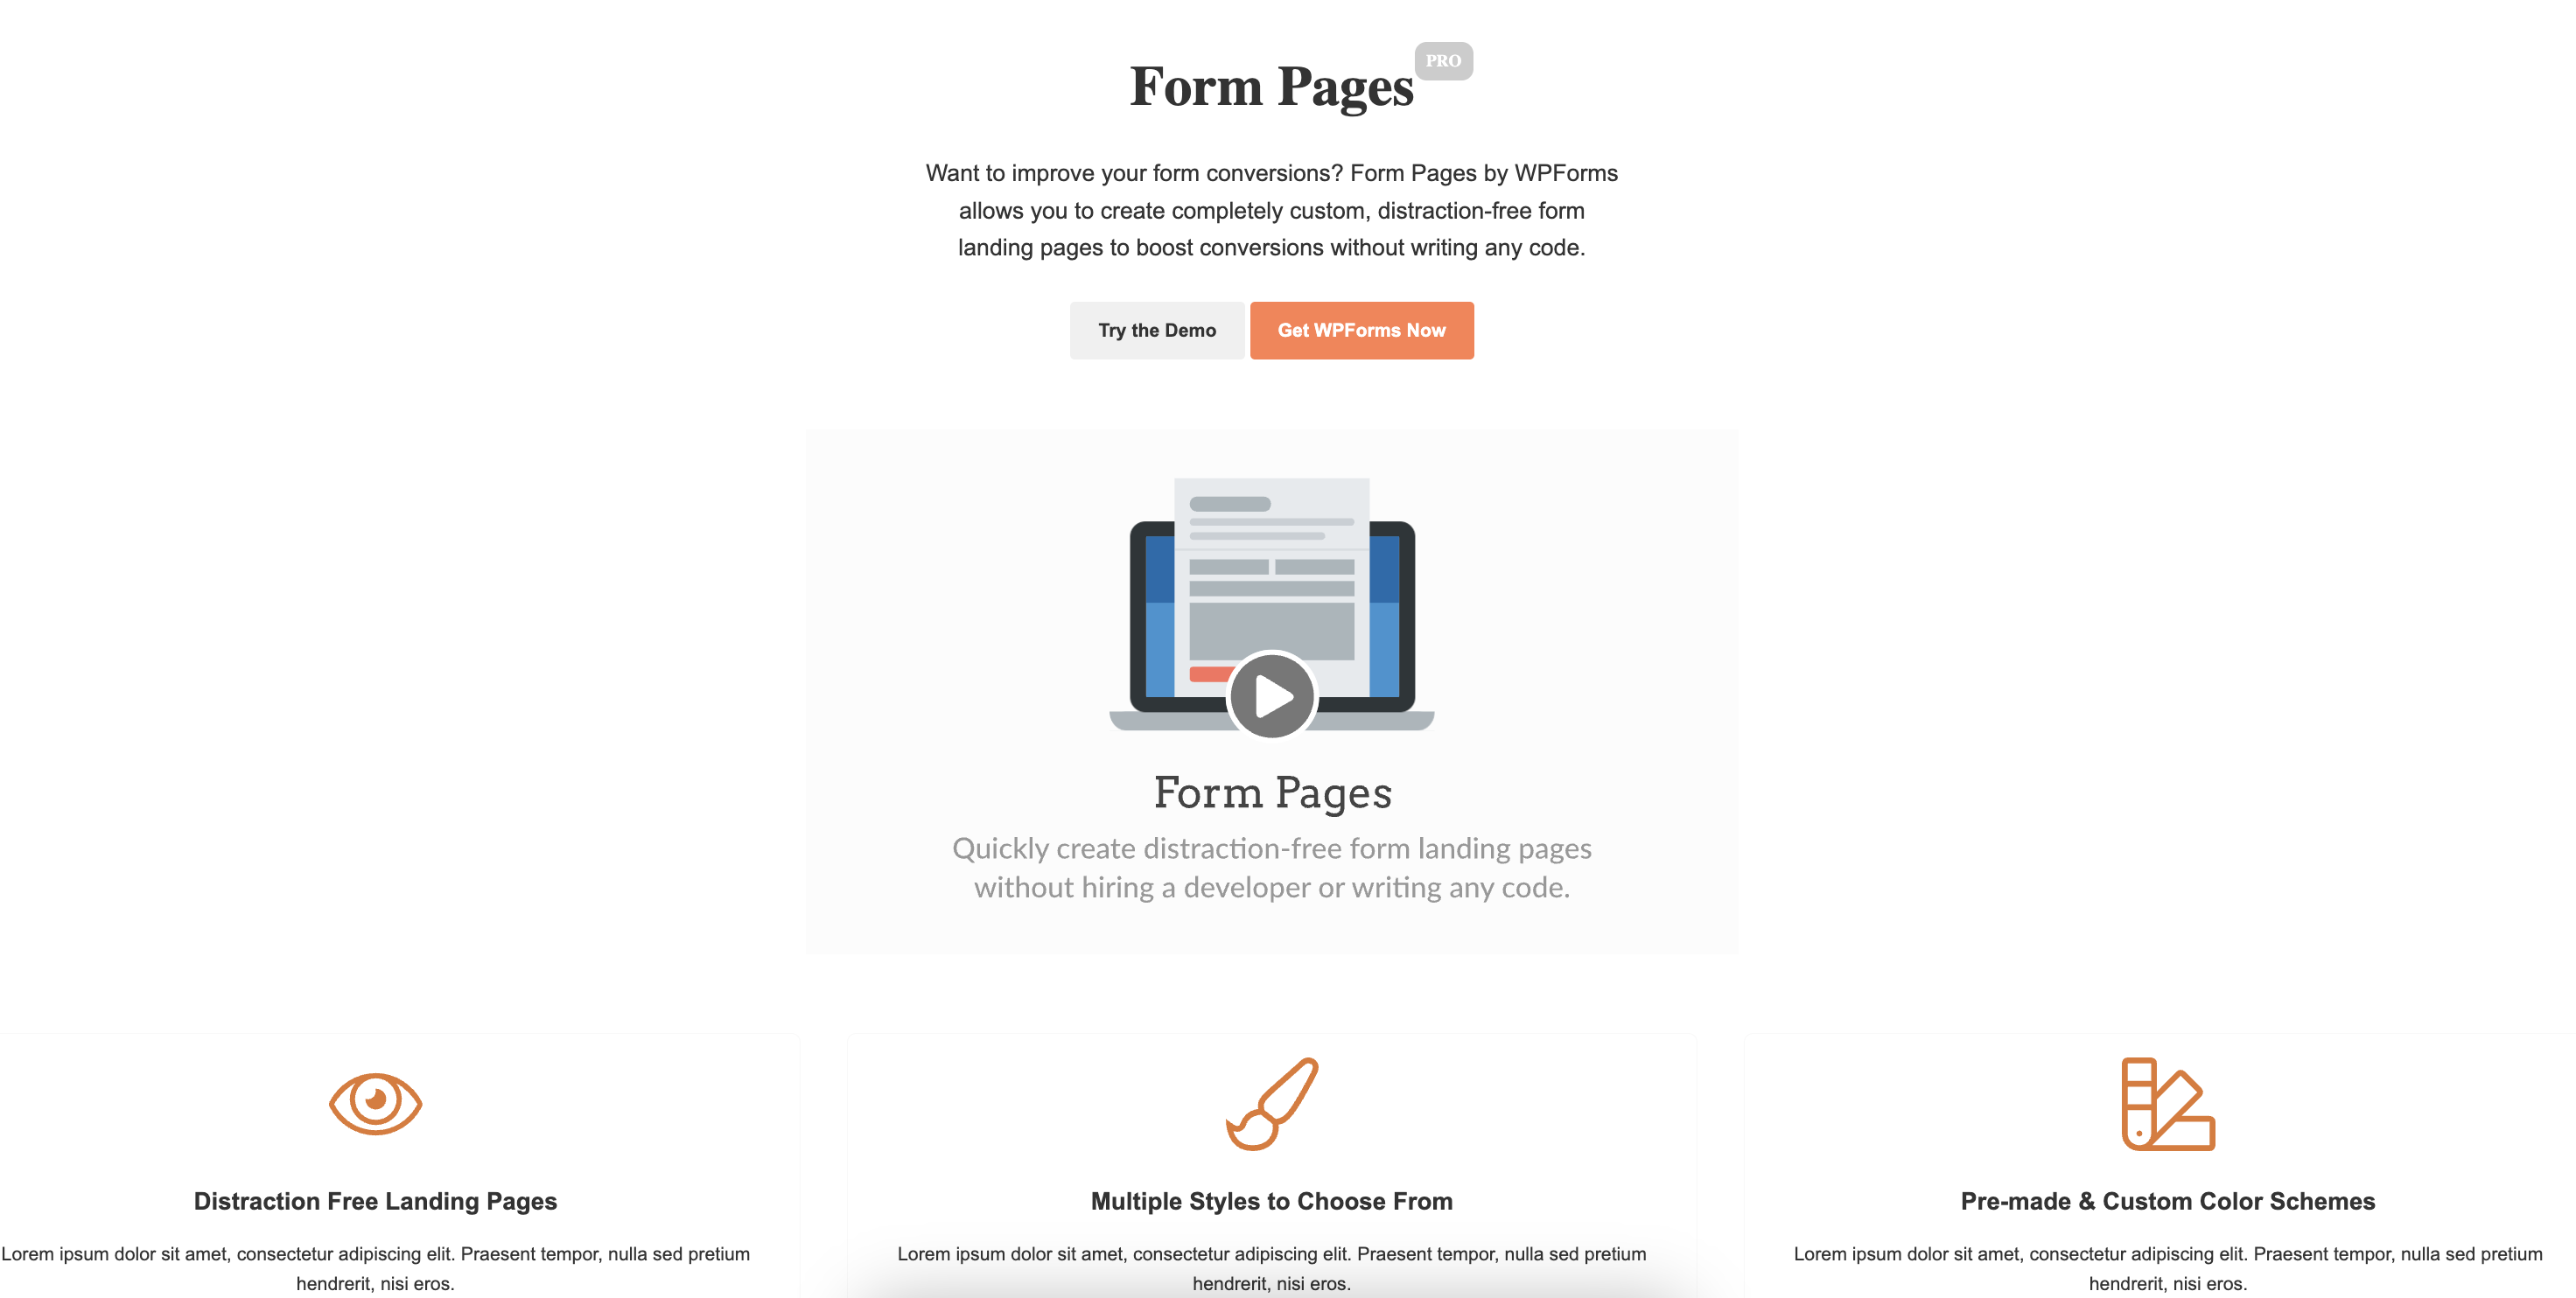 Form Pages PRO
Want to improve your form conversions? Form Pages by WPForms
allows you to create completely custom, distraction-free form
landing pages to boost conversions without writing any code.
Try the Demo
Get WPForms Now
Form Pages
Quickly create distraction-free form landing pages
without hiring a developer or writing any code.
Distraction Free Landing Pages
Lorem ipsum dolor sit amet, consectetur adipiscing elit. Praesent tempor, nulla sed pretium
hendrerit, nisi eros.
Multiple Styles to Choose From
Lorem ipsum dolor sit amet, consectetur adipiscing elit. Praesent tempor, nulla sed pretium
hendrerit, nisi eros.
Pre-made & Custom Color Schemes
Lorem ipsum dolor sit amet, consectetur adipiscing elit. Praesent tempor, nulla sed pretium
hendrerit, nisi eros.